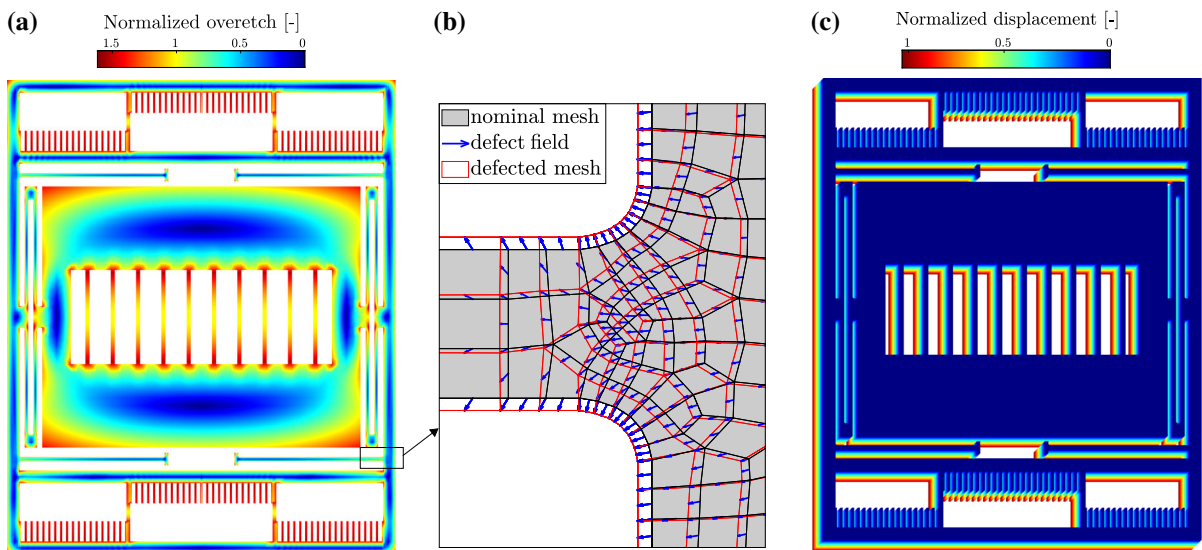 (a)
Normalized overetch [-]
1.5 1 0.5 0
(b)
nominal mesh
defect field
defected mesh
(c)
Normalized displacement [-]
1 0.5 0